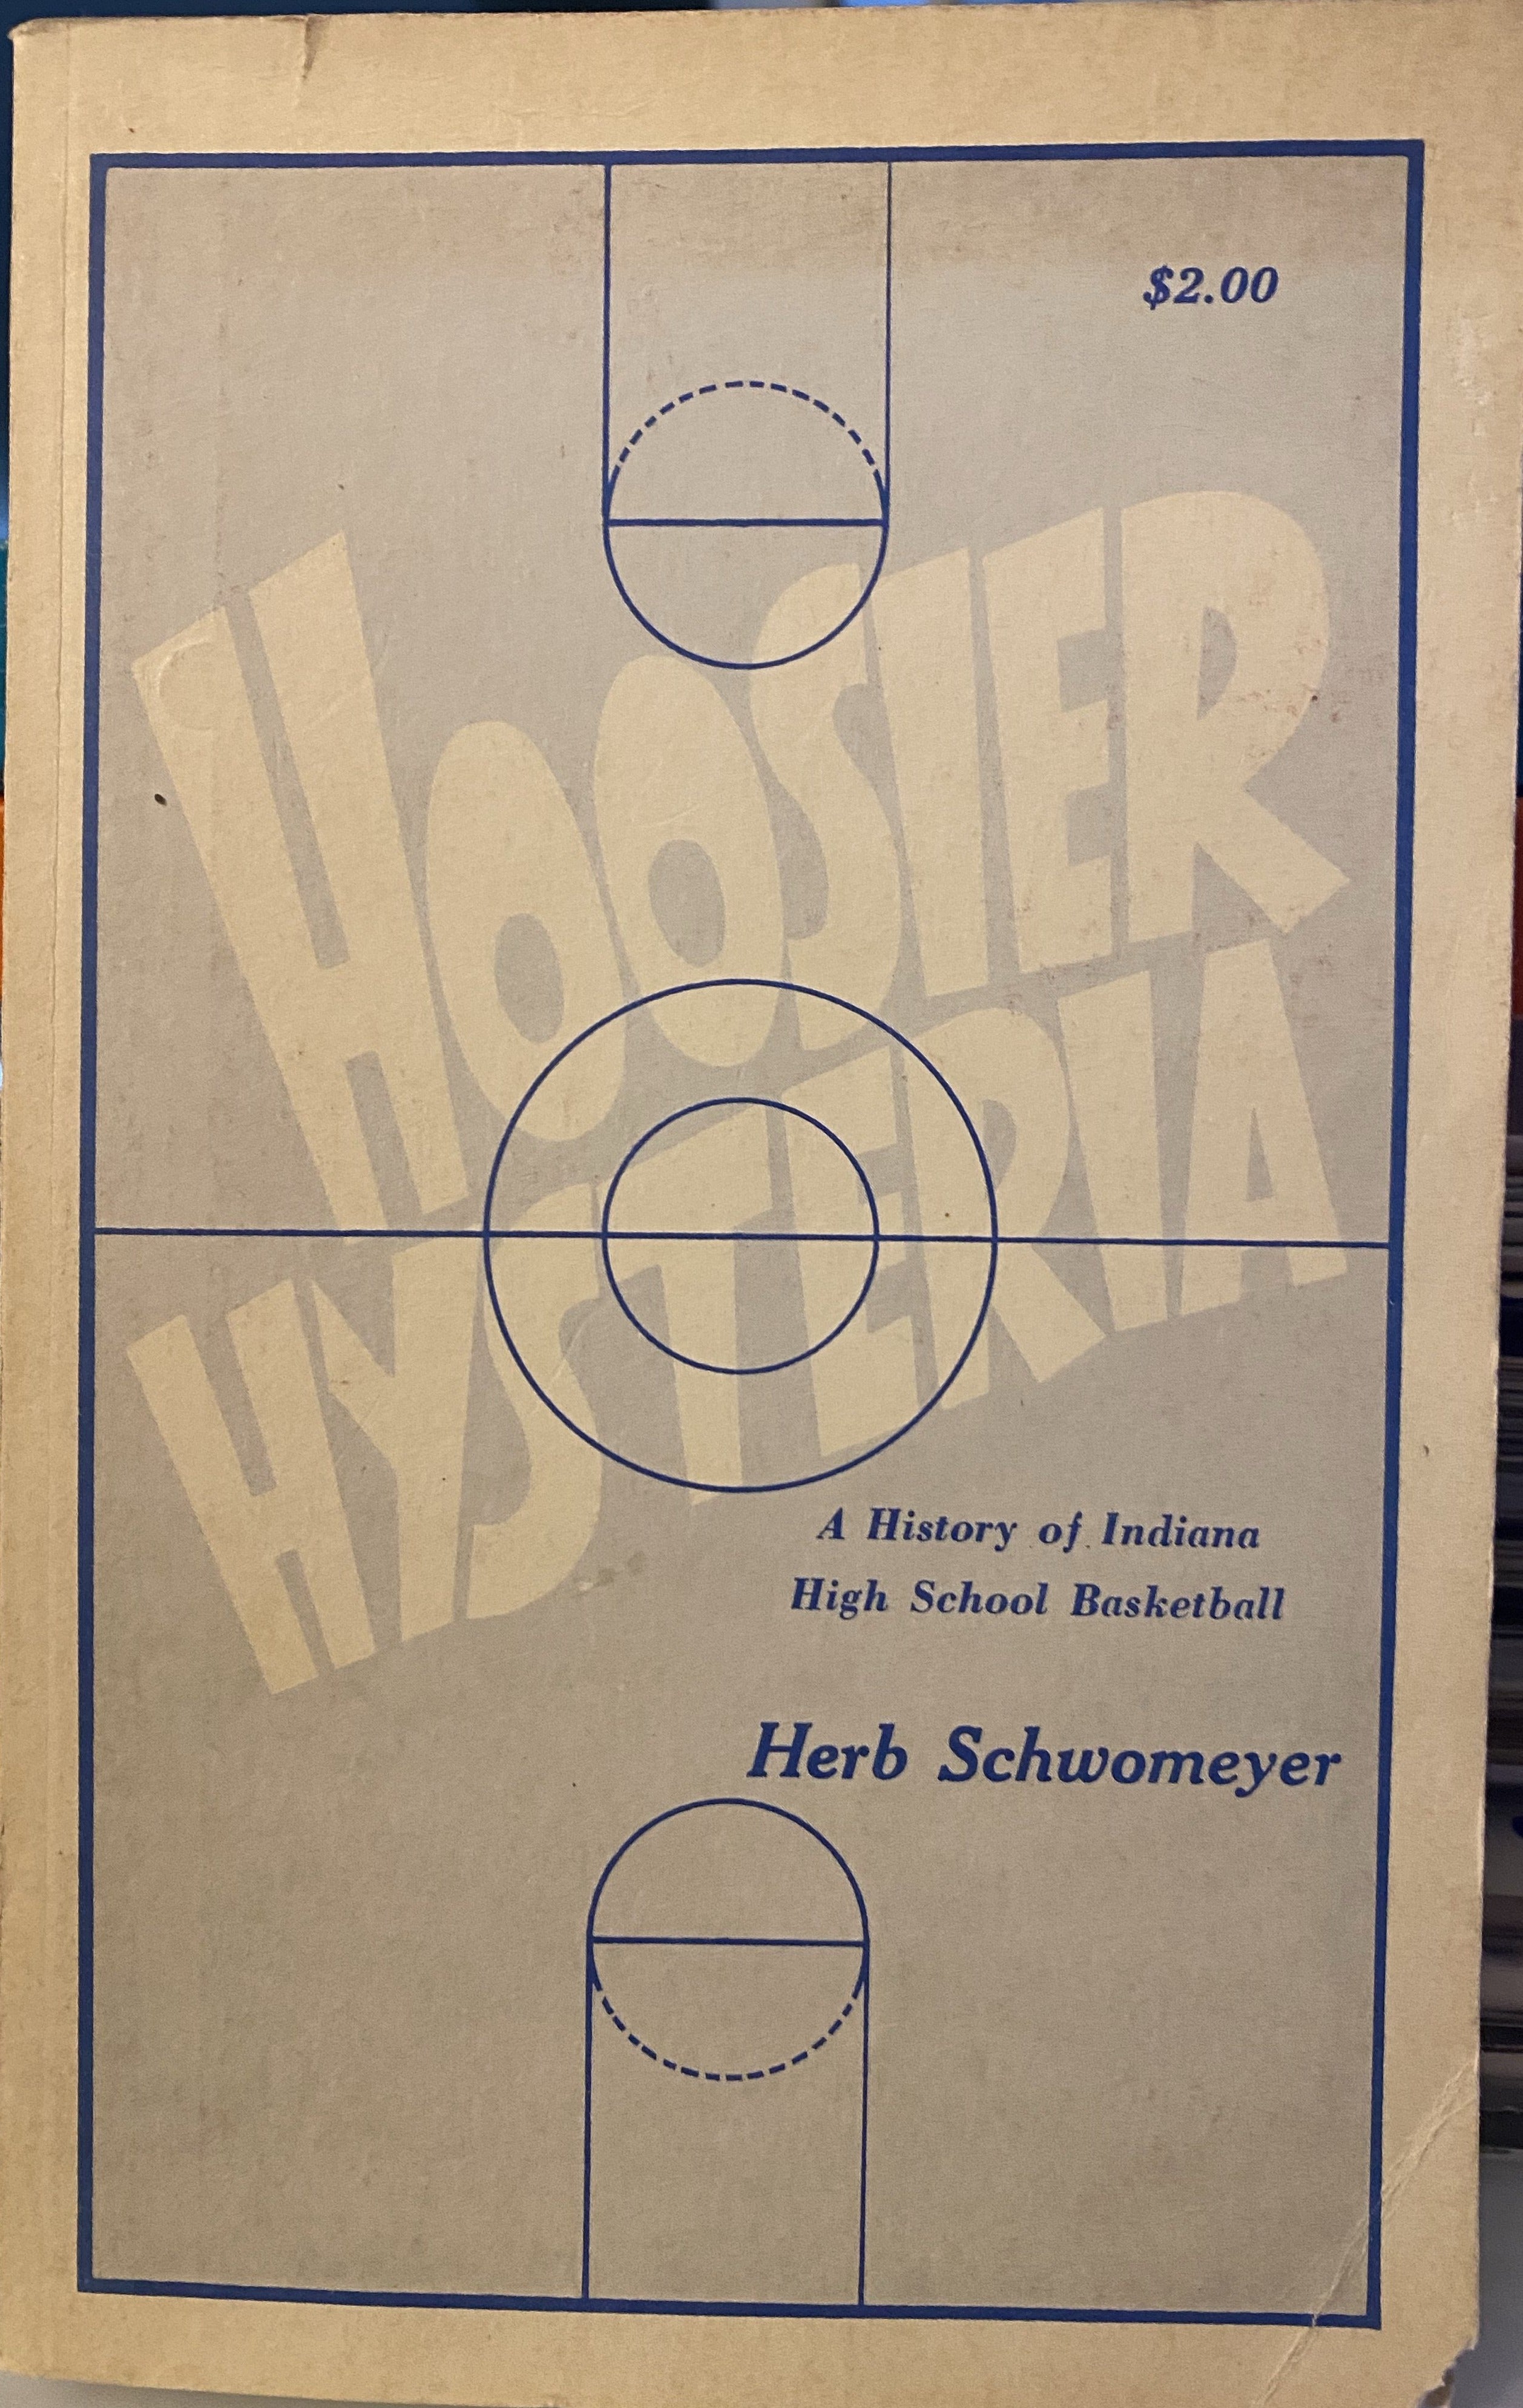 $2.00
HOOSIER
HYSTERIA
A History of Indiana
High School Basketball
Herb Schwomeyer